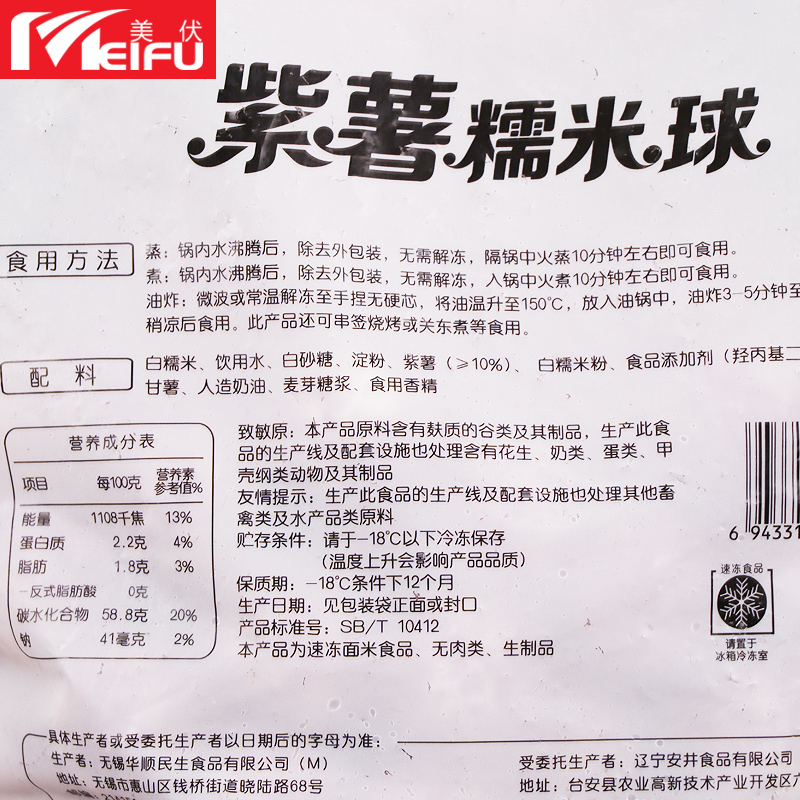 美伏
MEIFU
紫薯糯米球
食用方法
蒸：锅内水沸腾后，除去外包装，无需解冻，隔锅中火蒸10分钟左右即可食用。
煮：锅内水沸腾后，除去外包装，无需解冻，入锅中火煮10分钟左右即可食用。
油炸：微波或常温解冻至手捏无硬芯，将油温升至150℃，放入油锅中，油炸3-5分钟至
稍凉后食用。此产品还可串签烧烤或关东煮等食用。
配料
白糯米、饮用水、白砂糖、淀粉、紫薯（≥10%）、白糯米粉、食品添加剂（羟丙基二
甘薯、人造奶油、麦芽糖浆、食用香精
营养成分表
项目 每100克 营养素参考值%
能量 1108千焦 13%
蛋白质 2.2克 4%
脂肪 1.8克 3%
-反式脂肪酸 0克
碳水化合物 58.8克 20%
钠 41毫克 2%
致敏原：本产品原料含有麸质的谷类及其制品，生产此食
品的生产线及配套设施也处理含有花生、奶类、蛋类、甲
壳纲类动物及其制品
友情提示：生产此食品的生产线及配套设施也处理其他畜
禽类及水产品类原料
贮存条件：请于-18℃以下冷冻保存
（温度上升会影响产品品质）
保质期：-18℃条件下12个月
生产日期：见包装袋正面或封口
产品标准号：SB/T 10412
本产品为速冻面米食品、无肉类、生制品
6 94331
速冻食品
请置于
冰箱冷冻室
具体生产者或受委托生产者以日期后的字母为准：
生产者：无锡华顺民生食品有限公司（M）
地址：无锡市惠山区钱桥街道晓陆路68号
受委托生产者：辽宁安井食品有限公司
地址：台安县农业高新技术产业开发区